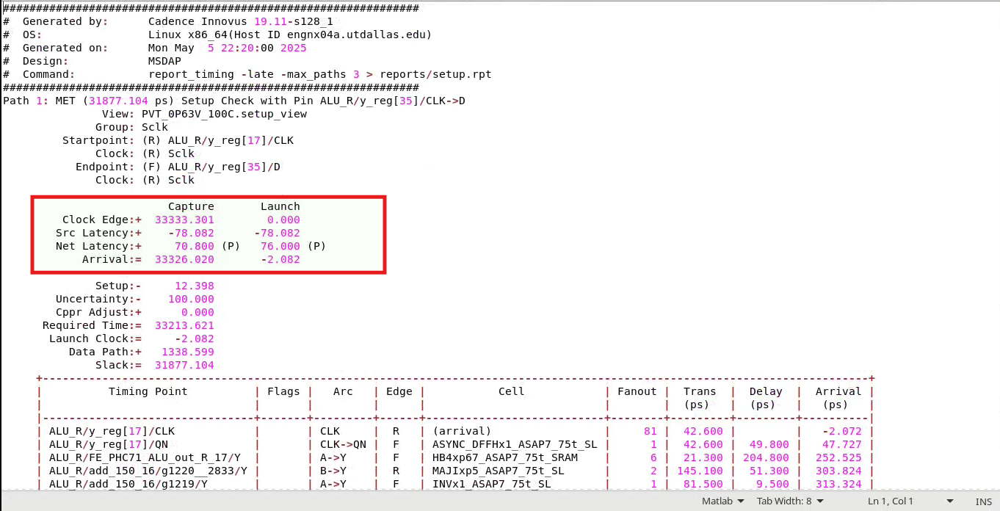 ###############################################################
#  Generated by:      Cadence Innovus 19.11-s128_1
#  OS:                Linux x86_64(Host ID engnx04a.utdallas.edu)
#  Generated on:      Mon May  5 22:20:00 2025
#  Design:            MSDAP
#  Command:           report_timing -late -max_paths 3 > reports/setup.rpt
###############################################################
Path 1: MET (31877.104 ps) Setup Check with Pin ALU_R/y_reg[35]/CLK->D
               View: PVT_0P63V_100C.setup_view
              Group: Sclk
         Startpoint: (R) ALU_R/y_reg[17]/CLK
              Clock: (R) Sclk
           Endpoint: (F) ALU_R/y_reg[35]/D
              Clock: (R) Sclk
                         Capture       Launch
         Clock Edge:+  33333.301        0.000
        Src Latency:+    -78.082      -78.082
        Net Latency:+     70.800 (P)   76.000 (P)
            Arrival:=  33326.020       -2.082
              Setup:-     12.398
        Uncertainty:-    100.000
        Cppr Adjust:+      0.000
      Required Time:=  33213.621
       Launch Clock:=     -2.082
          Data Path:+   1338.599
              Slack:=  31877.104
+-----------------------------------------------------------------------------------------------------------------------------+
|          Timing Point          | Flags |   Arc   | Edge |           Cell            | Fanout |  Trans  |  Delay  |  Arrival |
|                                |       |         |      |                           |        |   (ps)  |   (ps)  |   (ps)   |
|--------------------------------+-------+---------+------+---------------------------+--------+---------+---------+----------|
| ALU_R/y_reg[17]/CLK            |       | CLK     |  R   | (arrival)                 |     81 |  42.600 |         |   -2.072 |
| ALU_R/y_reg[17]/QN             |       | CLK->QN |  F   | ASYNC_DFFHx1_ASAP7_75t_SL |      1 |  42.600 |  49.800 |   47.727 |
| ALU_R/FE_PHC71_ALU_out_R_17/Y  |       | A->Y    |  F   | HB4xp67_ASAP7_75t_SRAM    |      6 |  21.300 | 204.800 |  252.525 |
| ALU_R/add_150_16/g1220__2833/Y |       | B->Y    |  R   | MAJIxp5_ASAP7_75t_SL      |      2 | 145.100 |  51.300 |  303.824 |
| ALU_R/add_150_16/g1219/Y       |       | A->Y    |  F   | INVx1_ASAP7_75t_SL        |      1 |  81.500 |   9.500 |  313.324 |
Matlab Tab Width: 8 Ln 1, Col 1 INS